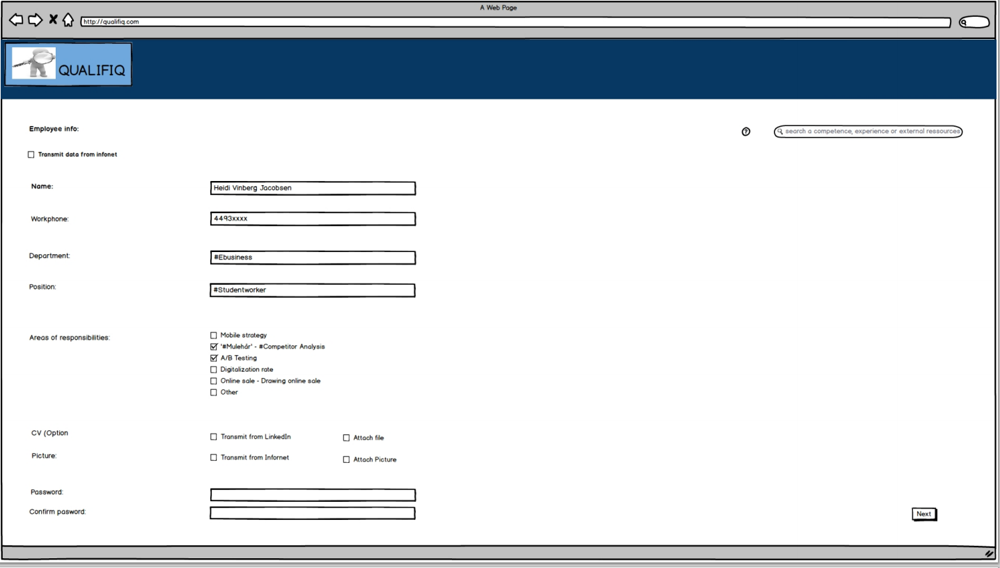 A Web Page
http://qualifiq.com
QUALIFIQ
Employee info:
search a competence, experience or external ressources
Transmit data from infonet
Name:
Heidi Vinberg Jacobsen
Workphone:
4493xxxx
Department:
#Ebusiness
Position:
#Studentworker
Areas of responsibilities:
Mobile strategy
'#Mulehår' - #Competitor Analysis
A/B Testing
Digitalization rate
Online sale - Drawing online sale
Other
CV (Option
Transmit from LinkedIn
Attach file
Picture:
Transmit from Infornet
Attach Picture
Password:
Confirm pasword:
Next